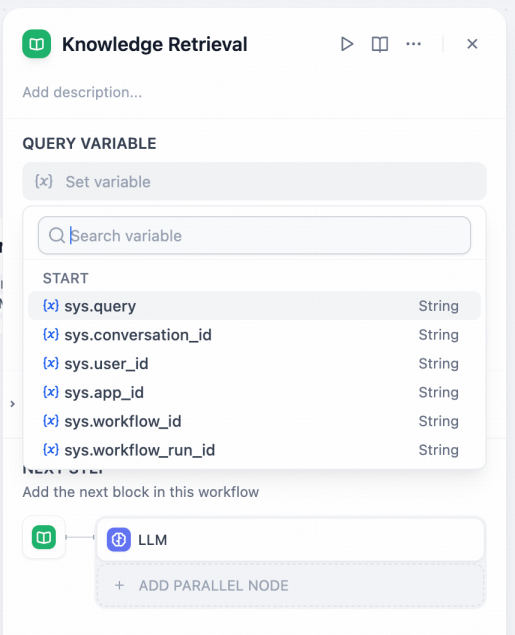 Knowledge Retrieval
Add description...
QUERY VARIABLE
{x} Set variable
Search variable
START
{x} sys.query String
{x} sys.conversation_id String
{x} sys.user_id String
{x} sys.app_id String
{x} sys.workflow_id String
{x} sys.workflow_run_id String
NEXT STEP
Add the next block in this workflow
LLM
+ ADD PARALLEL NODE